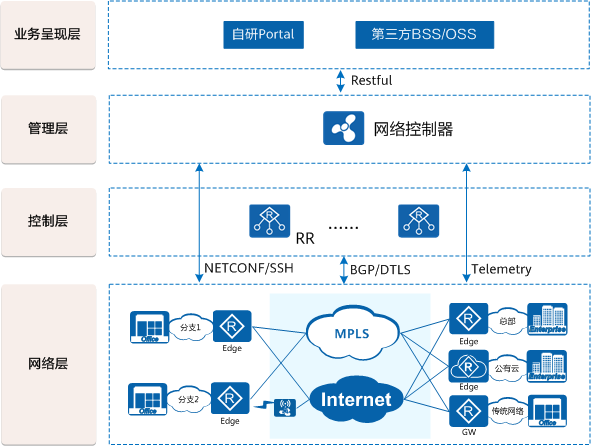 业务呈现层
自研Portal
第三方BSS/OSS
Restful
管理层
网络控制器
控制层
RR
......
NETCONF/SSH
BGP/DTLS
Telemetry
网络层
Office
分支1
R
Edge
MPLS
R
Edge
总部
Enterprise
R
Edge
公有云
Enterprise
Office
分支2
R
Edge
Internet
R
GW
传统网络
Office